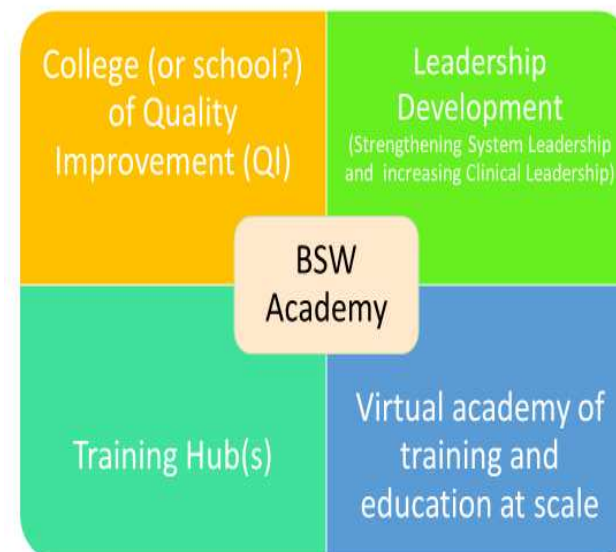 College (or school?)
of Quality
Improvement (QI)
Leadership
Development
(Strengthening System Leadership
and increasing Clinical Leadership)
BSW
Academy
Training Hub(s)
Virtual academy of
training and
education at scale